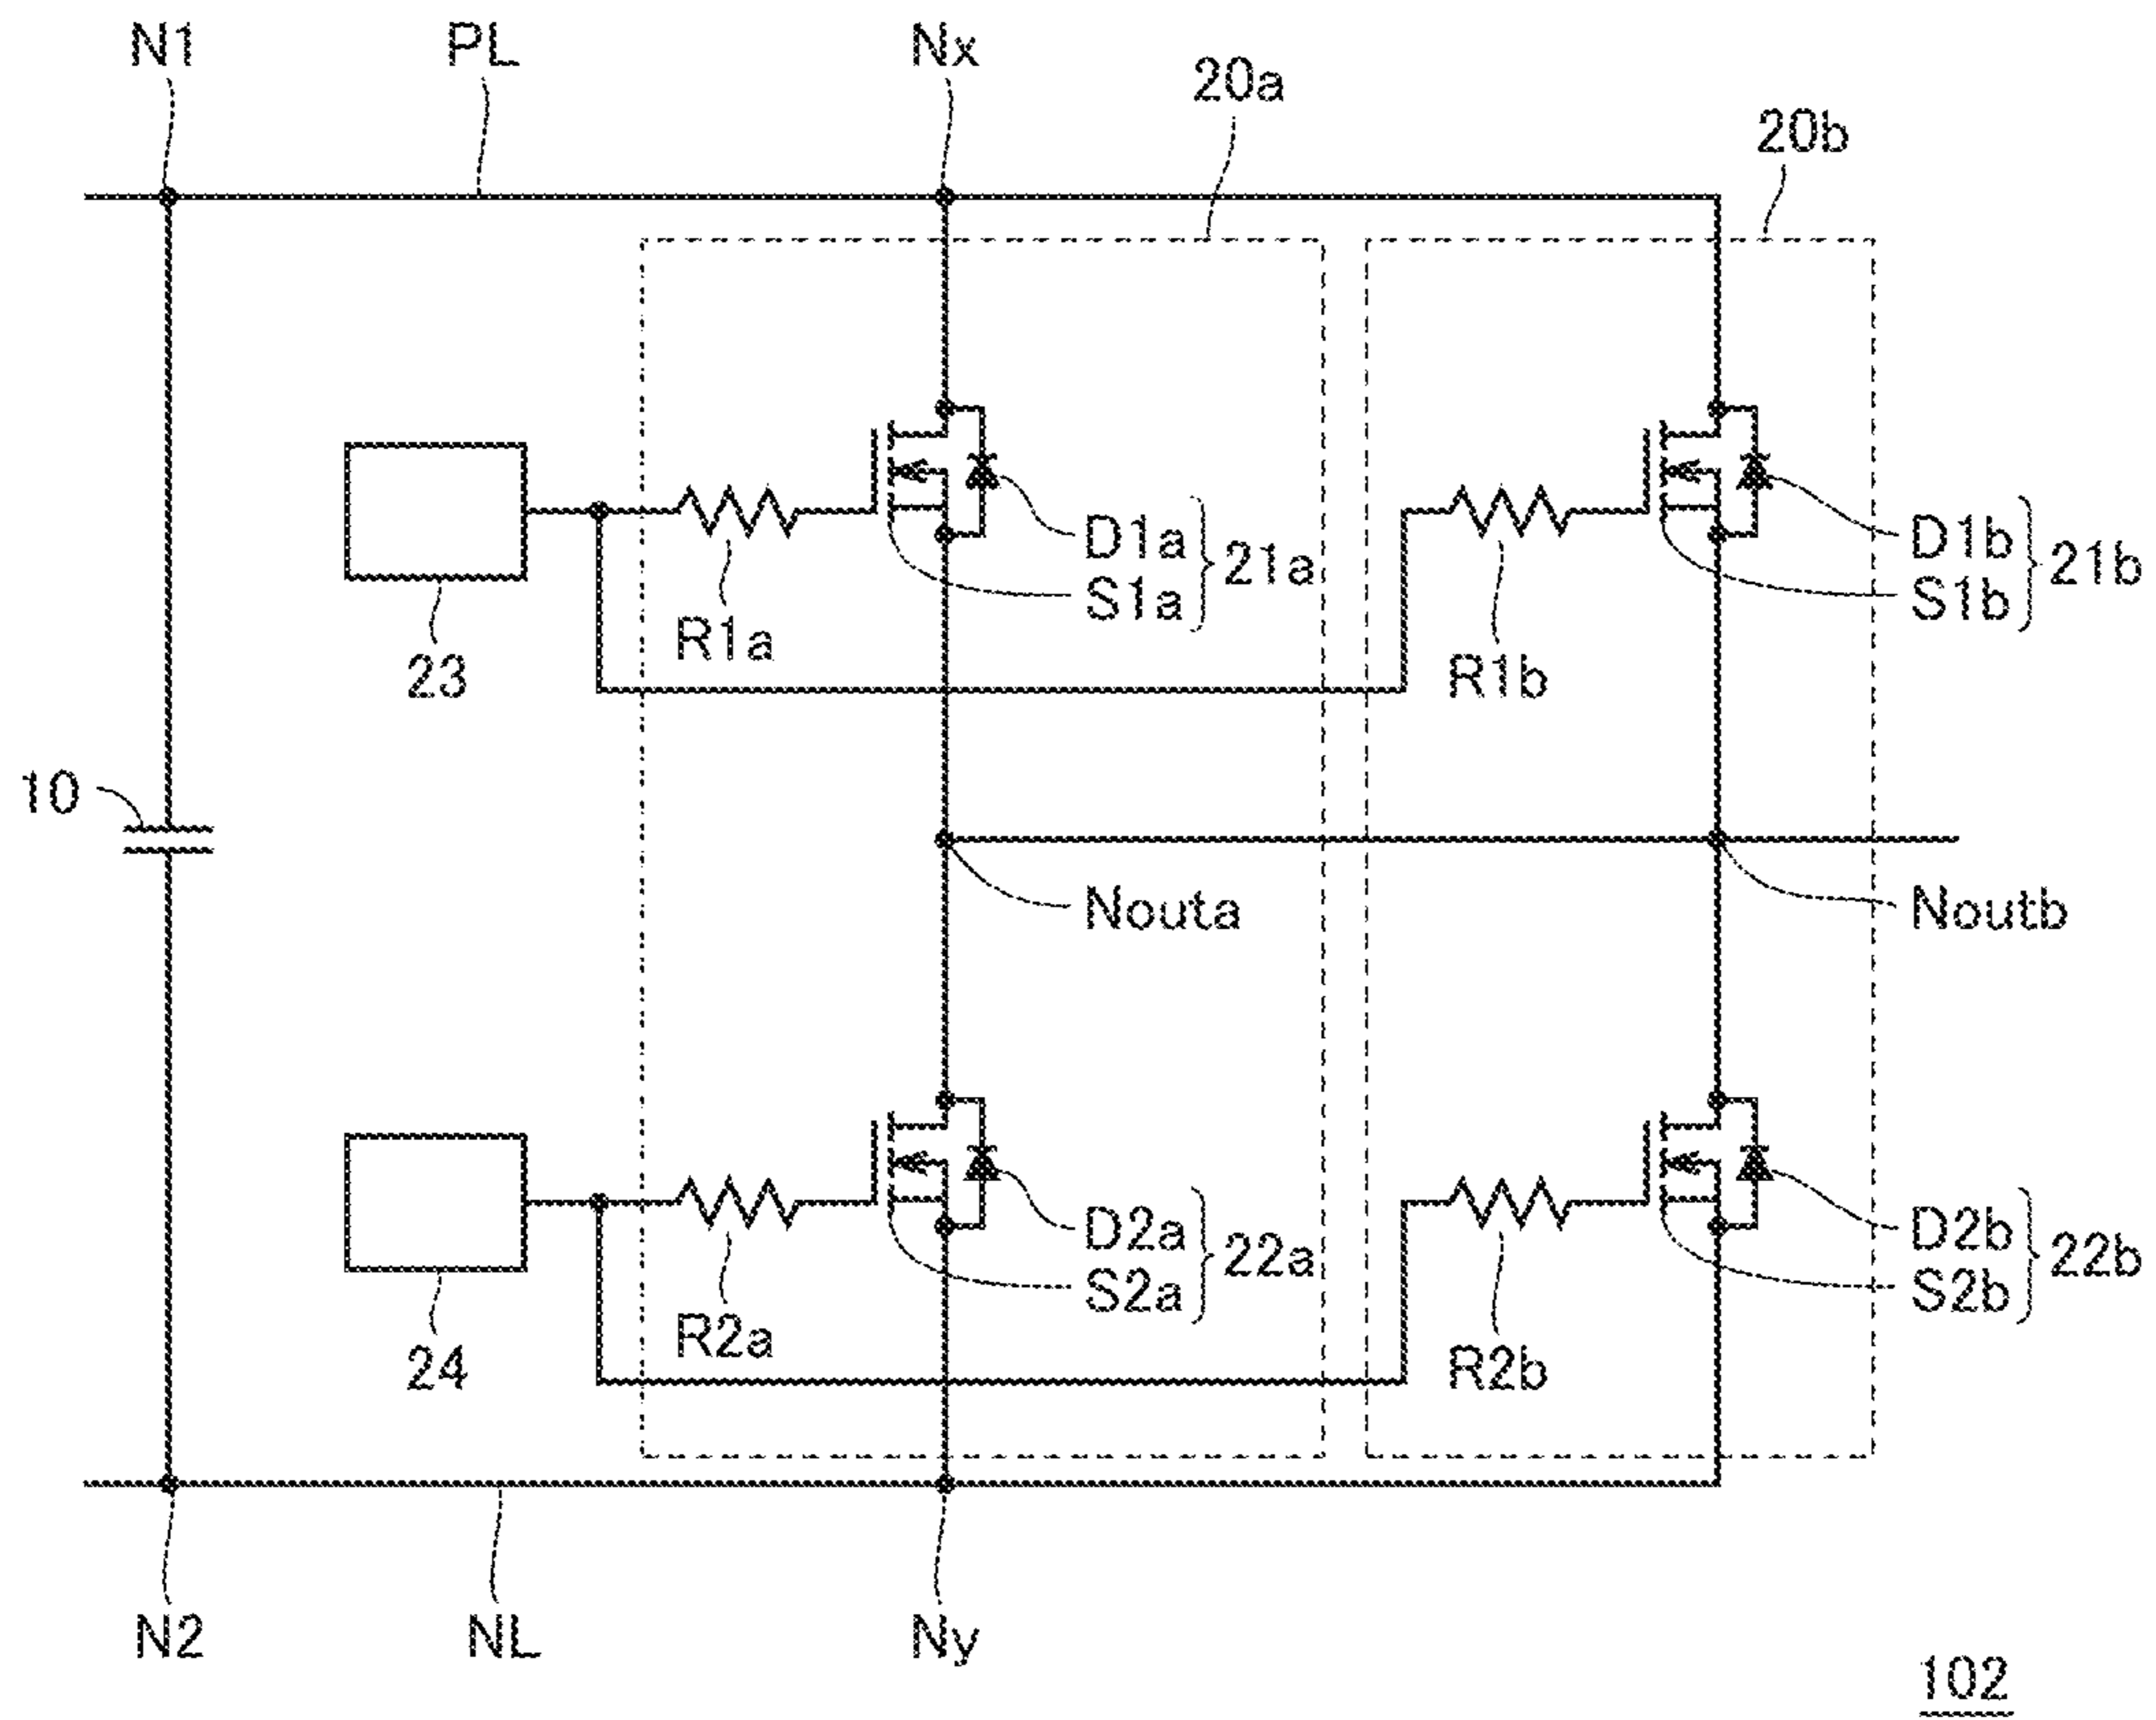 N1
PL
Nx
20a
20b
D1a
S1a
21a
D1b
S1b
21b
R1a
R1b
23
10
Nouta
Noutb
D2a
S2a
22a
D2b
S2b
22b
R2a
R2b
24
N2
NL
Ny
102